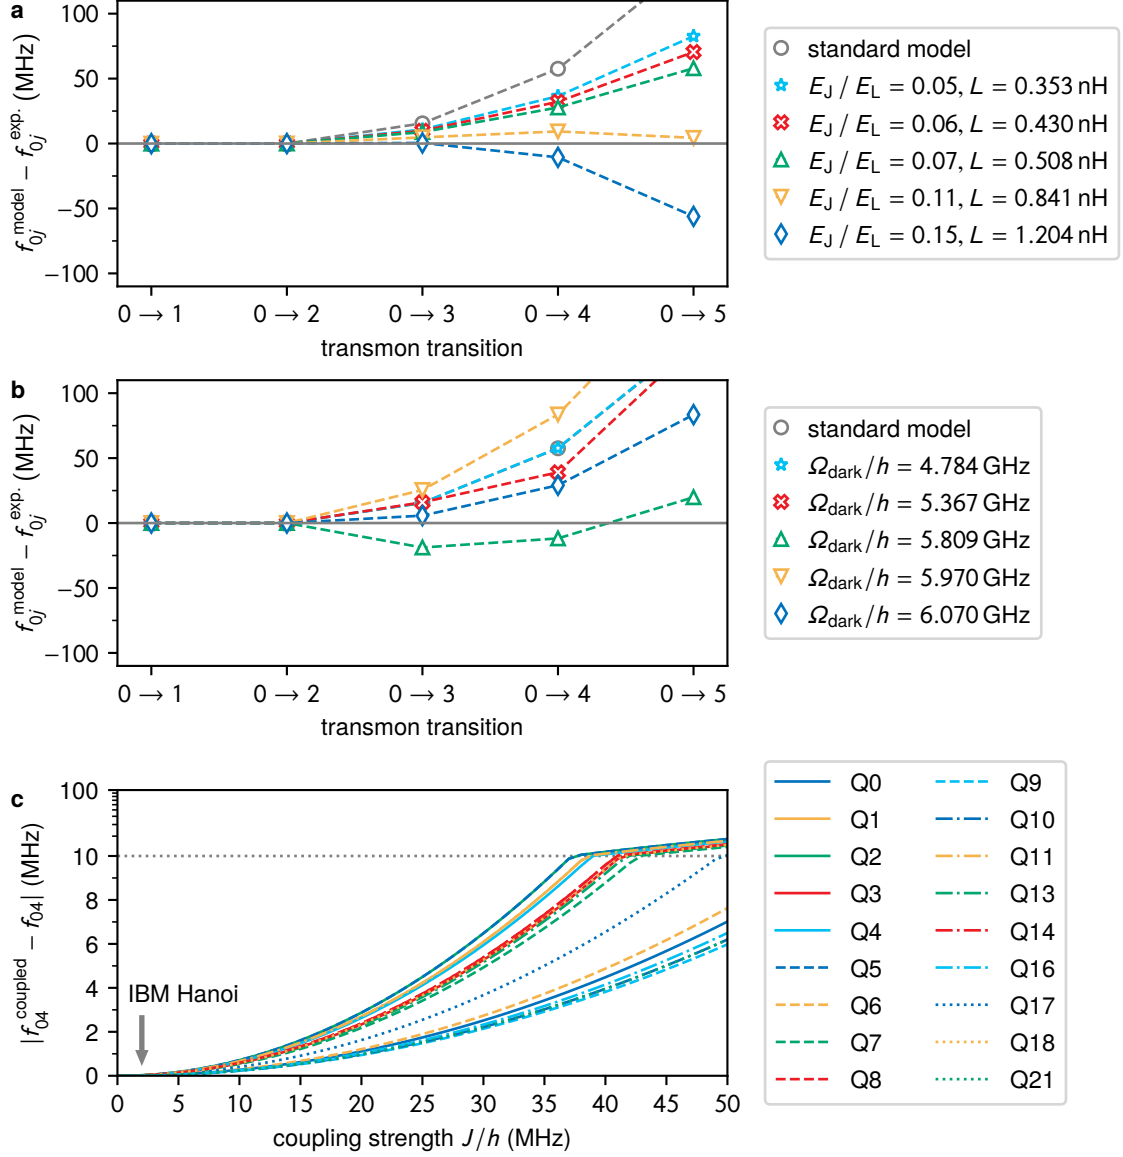 a
100
50
0
−50
−100
f0j^model − f0j^exp. (MHz)
0 → 1 0 → 2 0 → 3 0 → 4 0 → 5
transmon transition
standard model
EJ / EL = 0.05, L = 0.353 nH
EJ / EL = 0.06, L = 0.430 nH
EJ / EL = 0.07, L = 0.508 nH
EJ / EL = 0.11, L = 0.841 nH
EJ / EL = 0.15, L = 1.204 nH
b
100
50
0
−50
−100
f0j^model − f0j^exp. (MHz)
0 → 1 0 → 2 0 → 3 0 → 4 0 → 5
transmon transition
standard model
Ωdark/h = 4.784 GHz
Ωdark/h = 5.367 GHz
Ωdark/h = 5.809 GHz
Ωdark/h = 5.970 GHz
Ωdark/h = 6.070 GHz
c
100
10
8
6
4
2
0
|f04^coupled − f04| (MHz)
IBM Hanoi
0 5 10 15 20 25 30 35 40 45 50
coupling strength J/h (MHz)
Q0 Q9
Q1 Q10
Q2 Q11
Q3 Q13
Q4 Q14
Q5 Q16
Q6 Q17
Q7 Q18
Q8 Q21